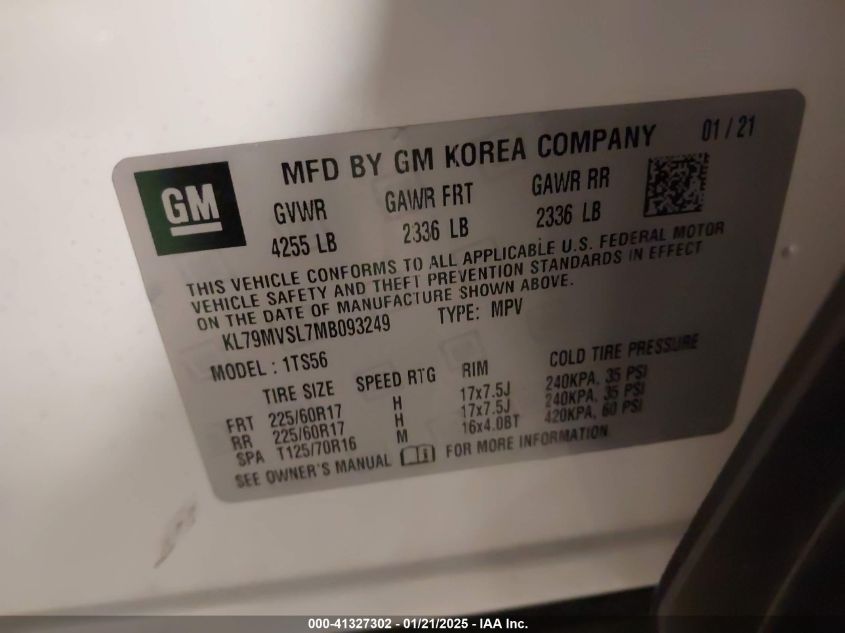 GM
MFD BY GM KOREA COMPANY 01 / 21
GVWR GAWR FRT GAWR RR
4255 LB 2336 LB 2336 LB
THIS VEHICLE CONFORMS TO ALL APPLICABLE U.S. FEDERAL MOTOR
VEHICLE SAFETY AND THEFT PREVENTION STANDARDS IN EFFECT
ON THE DATE OF MANUFACTURE SHOWN ABOVE.
KL79MVSL7MB093249 TYPE: MPV
MODEL : 1TS56
TIRE SIZE SPEED RTG RIM COLD TIRE PRESSURE
FRT 225/60R17 H 17x7.5J 240KPA, 35 PSI
RR 225/60R17 H 17x7.5J 240KPA, 35 PSI
SPA T125/70R16 M 16x4.0BT 420KPA, 60 PSI
SEE OWNER'S MANUAL i FOR MORE INFORMATION.
000-41327302 - 01/21/2025 - IAA Inc.